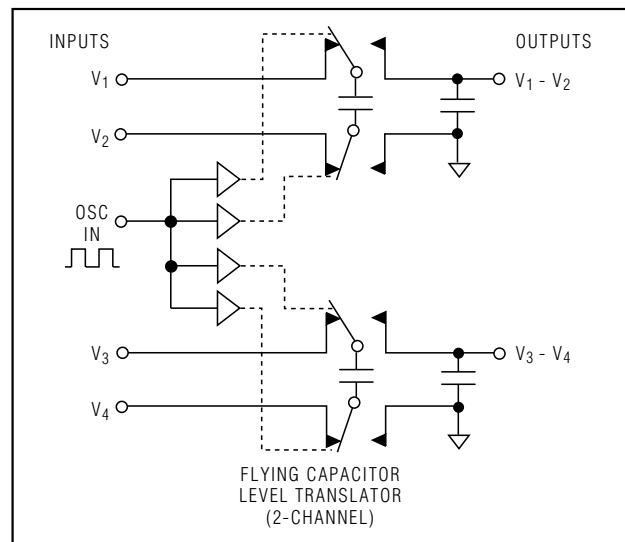 INPUTS
OUTPUTS
V1
V1 - V2
V2
OSC
IN
V3
V3 - V4
V4
FLYING CAPACITOR
LEVEL TRANSLATOR
(2-CHANNEL)